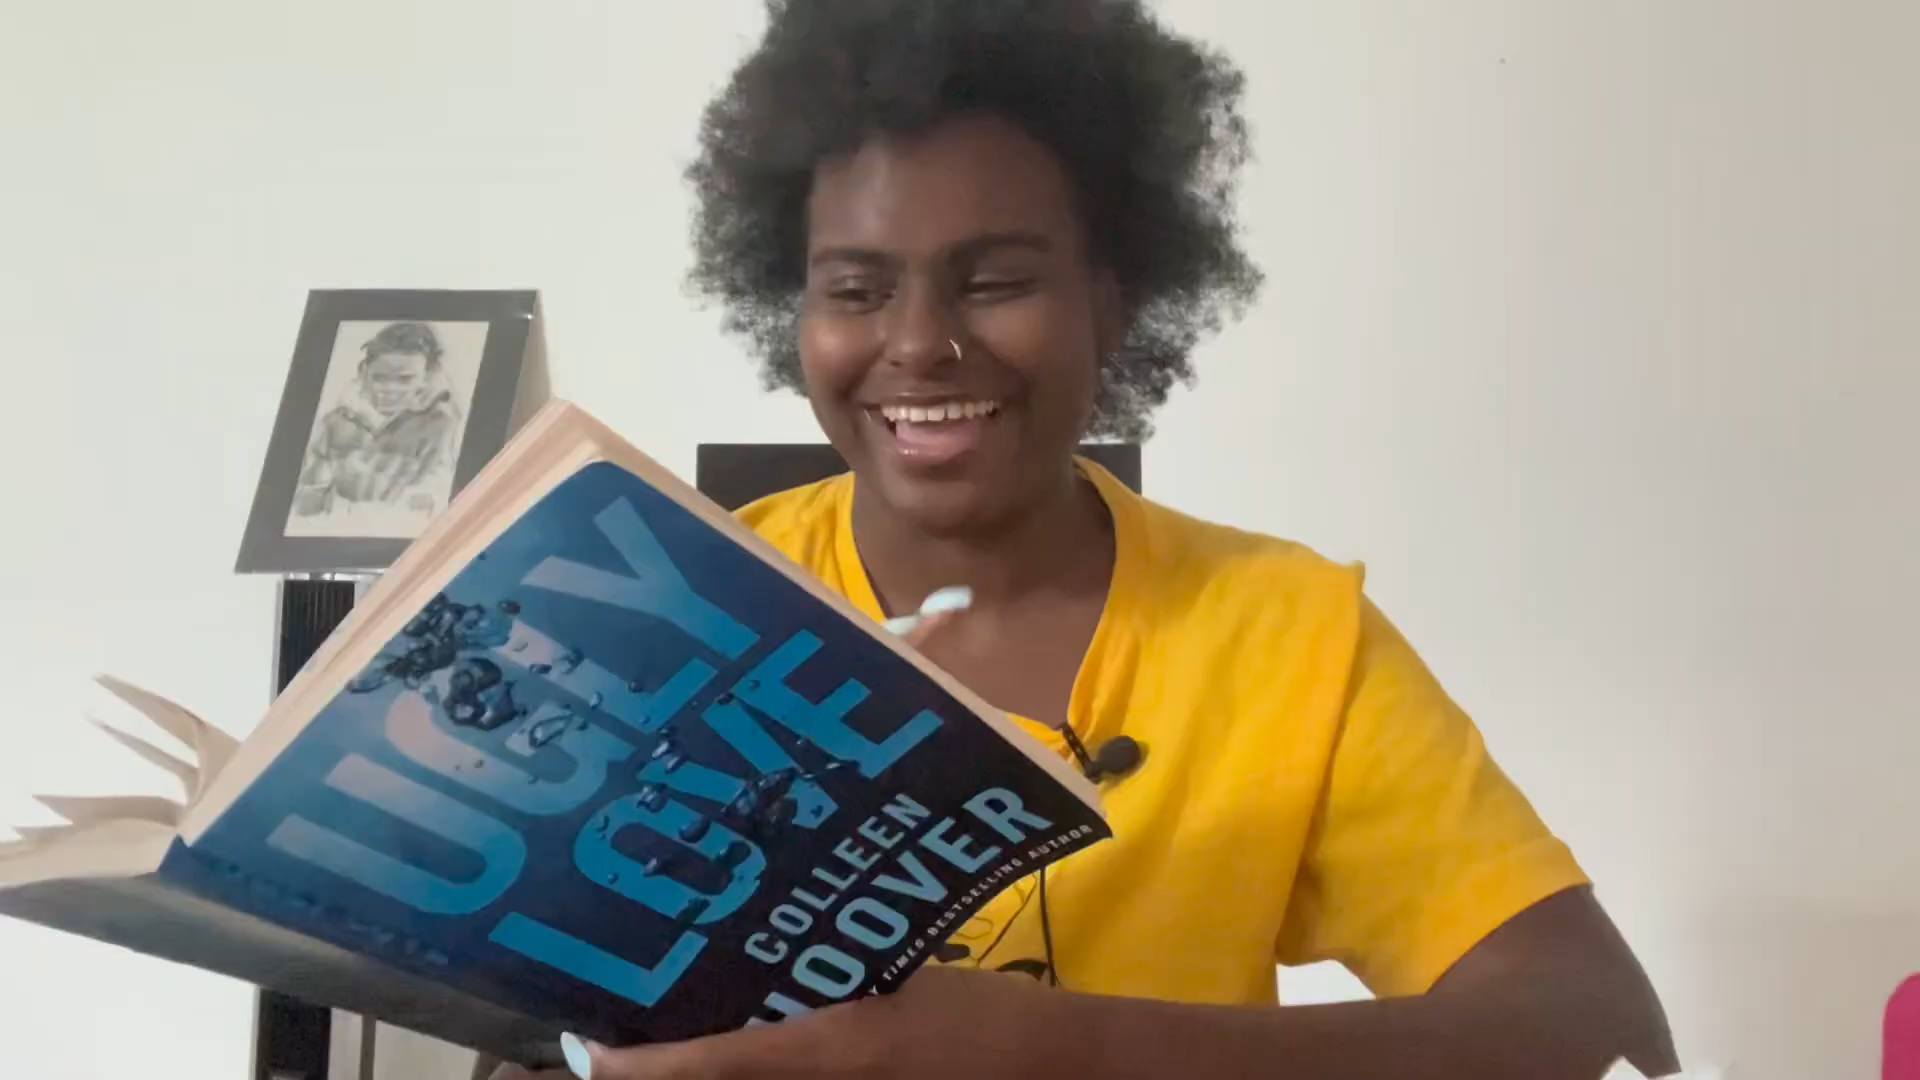 UGLY
LOVE
COLLEEN
HOOVER
TIMES BESTSELLING AUTHOR